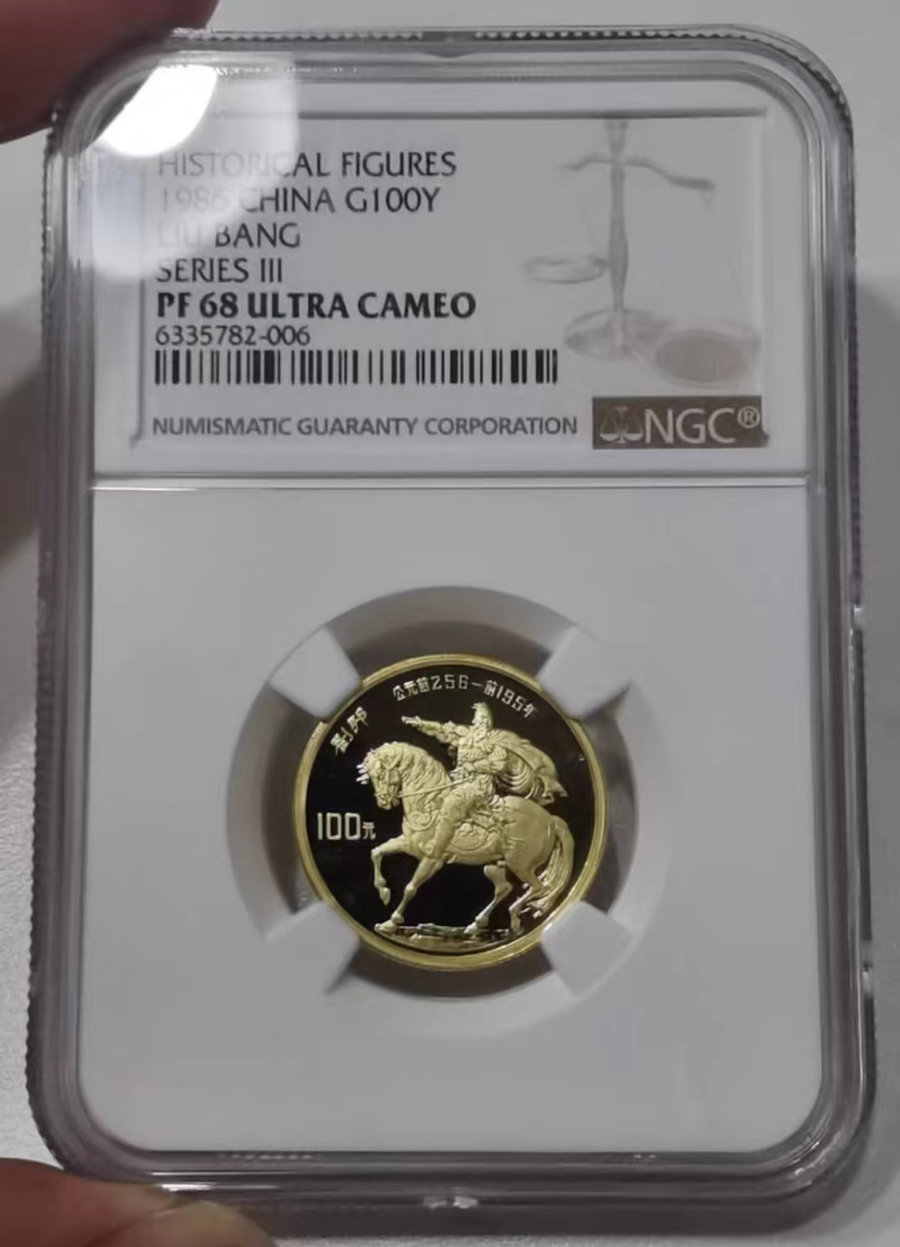 HISTORICAL FIGURES
1986 CHINA G100Y
LIU BANG
SERIES III
PF 68 ULTRA CAMEO
6335782-006
NUMISMATIC GUARANTY CORPORATION
NGC®
公元前256-前195年
刘邦
100元